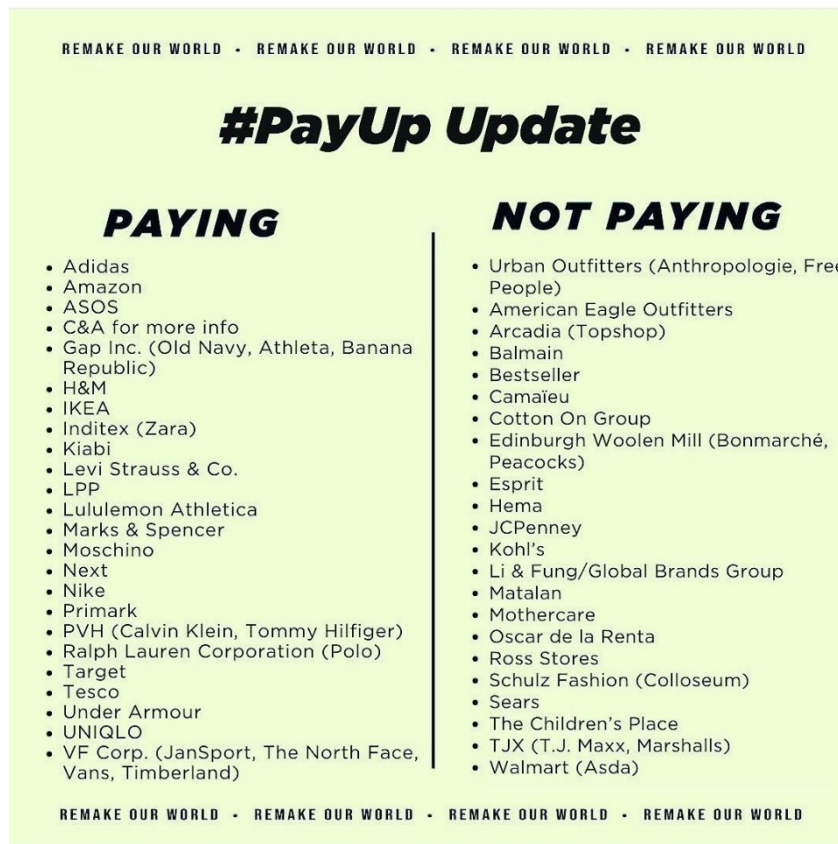 REMAKE OUR WORLD • REMAKE OUR WORLD • REMAKE OUR WORLD • REMAKE OUR WORLD
#PayUp Update
PAYING
• Adidas
• Amazon
• ASOS
• C&A for more info
• Gap Inc. (Old Navy, Athleta, Banana
Republic)
• H&M
• IKEA
• Inditex (Zara)
• Kiabi
• Levi Strauss & Co.
• LPP
• Lululemon Athletica
• Marks & Spencer
• Moschino
• Next
• Nike
• Primark
• PVH (Calvin Klein, Tommy Hilfiger)
• Ralph Lauren Corporation (Polo)
• Target
• Tesco
• Under Armour
• UNIQLO
• VF Corp. (JanSport, The North Face,
Vans, Timberland)
NOT PAYING
• Urban Outfitters (Anthropologie, Free
People)
• American Eagle Outfitters
• Arcadia (Topshop)
• Balmain
• Bestseller
• Camaïeu
• Cotton On Group
• Edinburgh Woolen Mill (Bonmarché,
Peacocks)
• Esprit
• Hema
• JCPenney
• Kohl's
• Li & Fung/Global Brands Group
• Matalan
• Mothercare
• Oscar de la Renta
• Ross Stores
• Schulz Fashion (Colloseum)
• Sears
• The Children's Place
• TJX (T.J. Maxx, Marshalls)
• Walmart (Asda)
REMAKE OUR WORLD • REMAKE OUR WORLD • REMAKE OUR WORLD • REMAKE OUR WORLD